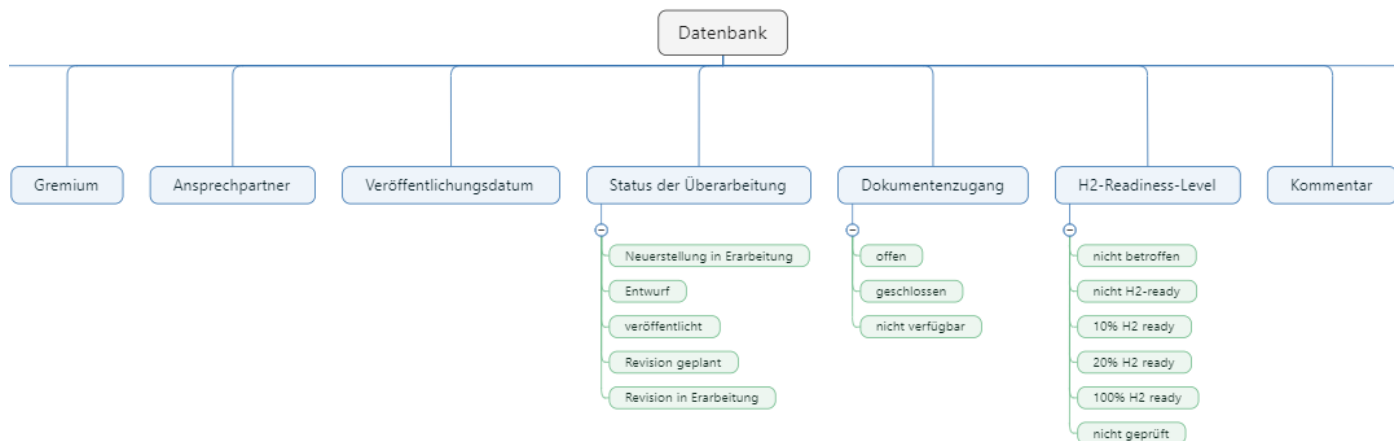 Datenbank
Gremium
Ansprechpartner
Veröffentlichungsdatum
Status der Überarbeitung
Dokumentenzugang
H2-Readiness-Level
Kommentar
Neuerstellung in Erarbeitung
Entwurf
veröffentlicht
Revision geplant
Revision in Erarbeitung
offen
geschlossen
nicht verfügbar
nicht betroffen
nicht H2-ready
10% H2 ready
20% H2 ready
100% H2 ready
nicht geprüft